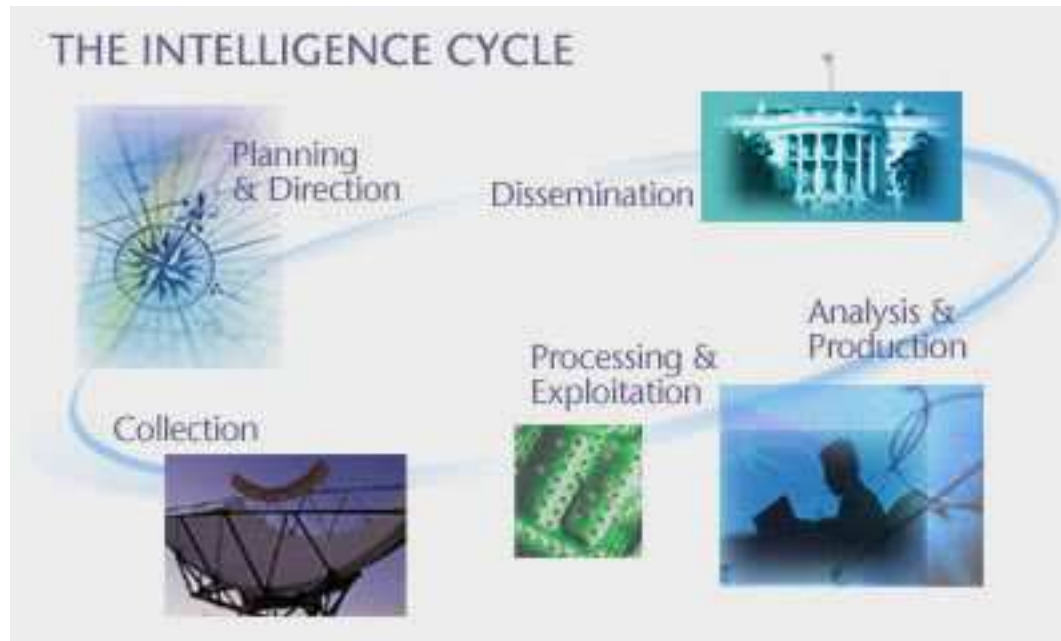 THE INTELLIGENCE CYCLE
Planning
& Direction
Dissemination
Analysis &
Production
Processing &
Exploitation
Collection